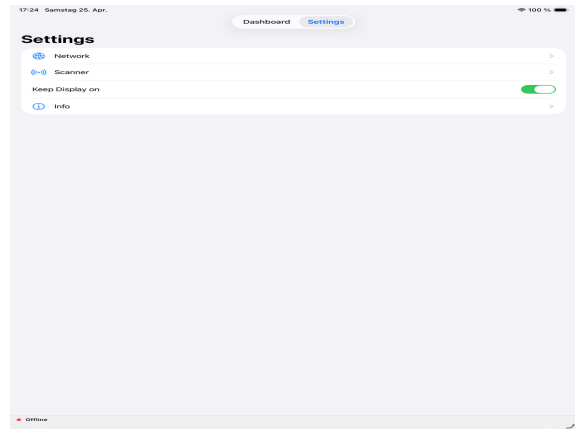 17:24 Samstag 25. Apr. 100 %
Dashboard Settings
Settings
Network
Scanner
Keep Display on
Info
Offline